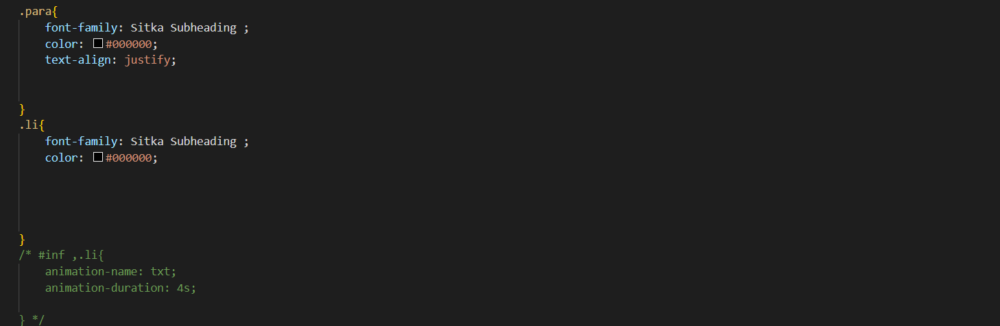 .para{
    font-family: Sitka Subheading ;
    color: #000000;
    text-align: justify;
}
.li{
    font-family: Sitka Subheading ;
    color: #000000;
}
/* #inf ,.li{
    animation-name: txt;
    animation-duration: 4s;
} */